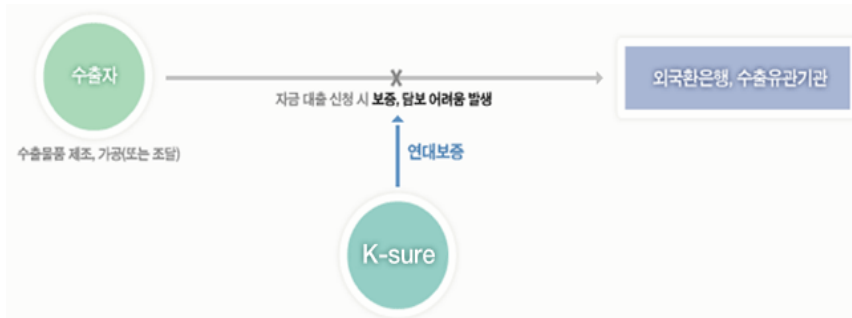 수출자
외국환은행, 수출유관기관
X
자금 대출 신청 시 보증, 담보 어려움 발생
수출물품 제조, 가공(또는 조달)
연대보증
K-sure